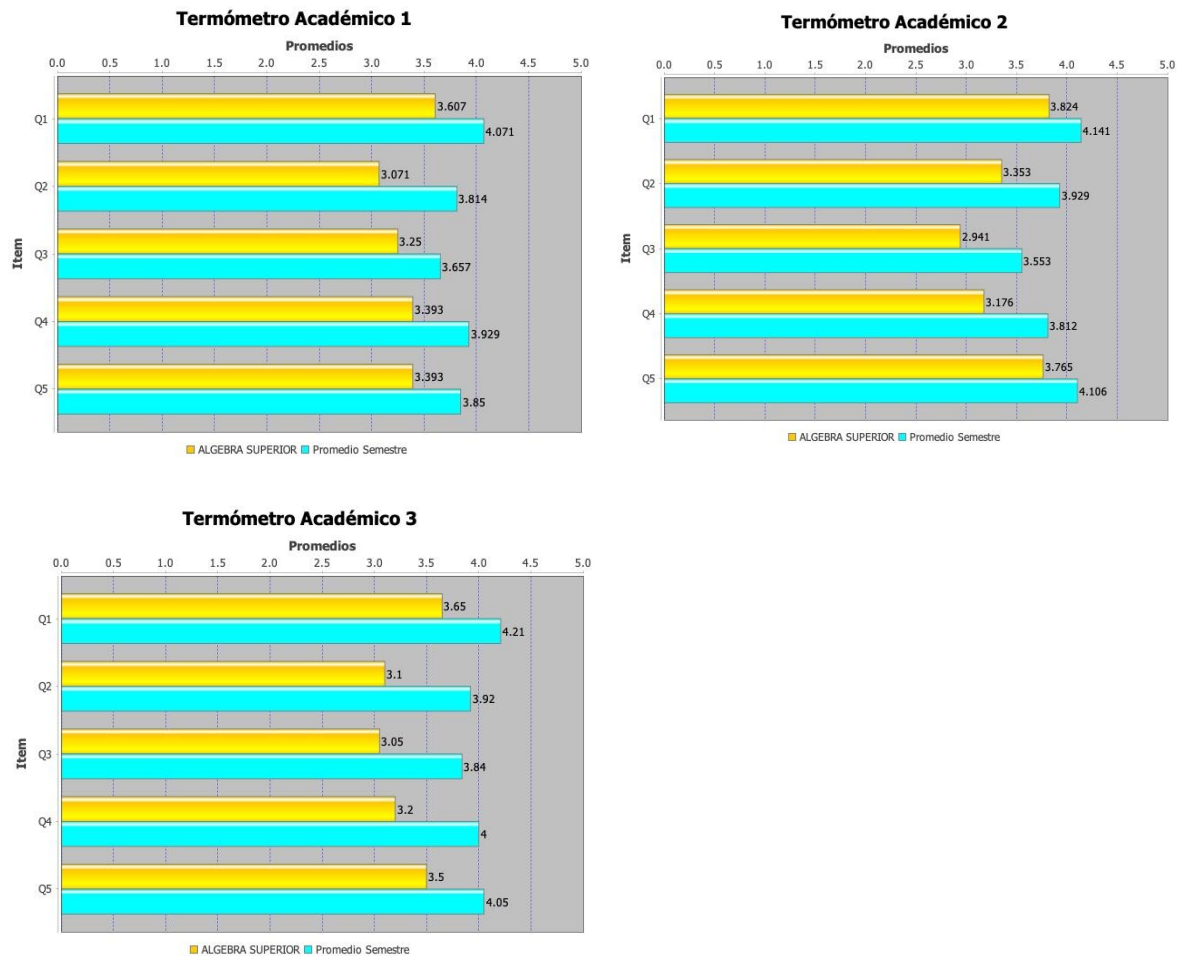 Termómetro Académico 1
Promedios
0.0 0.5 1.0 1.5 2.0 2.5 3.0 3.5 4.0 4.5 5.0
Item
Q1
3.607
4.071
Q2
3.071
3.814
Q3
3.25
3.657
Q4
3.393
3.929
Q5
3.393
3.85
ALGEBRA SUPERIOR Promedio Semestre
Termómetro Académico 2
Promedios
0.0 0.5 1.0 1.5 2.0 2.5 3.0 3.5 4.0 4.5 5.0
Item
Q1
3.824
4.141
Q2
3.353
3.929
Q3
2.941
3.553
Q4
3.176
3.812
Q5
3.765
4.106
ALGEBRA SUPERIOR Promedio Semestre
Termómetro Académico 3
Promedios
0.0 0.5 1.0 1.5 2.0 2.5 3.0 3.5 4.0 4.5 5.0
Item
Q1
3.65
4.21
Q2
3.1
3.92
Q3
3.05
3.84
Q4
3.2
4
Q5
3.5
4.05
ALGEBRA SUPERIOR Promedio Semestre